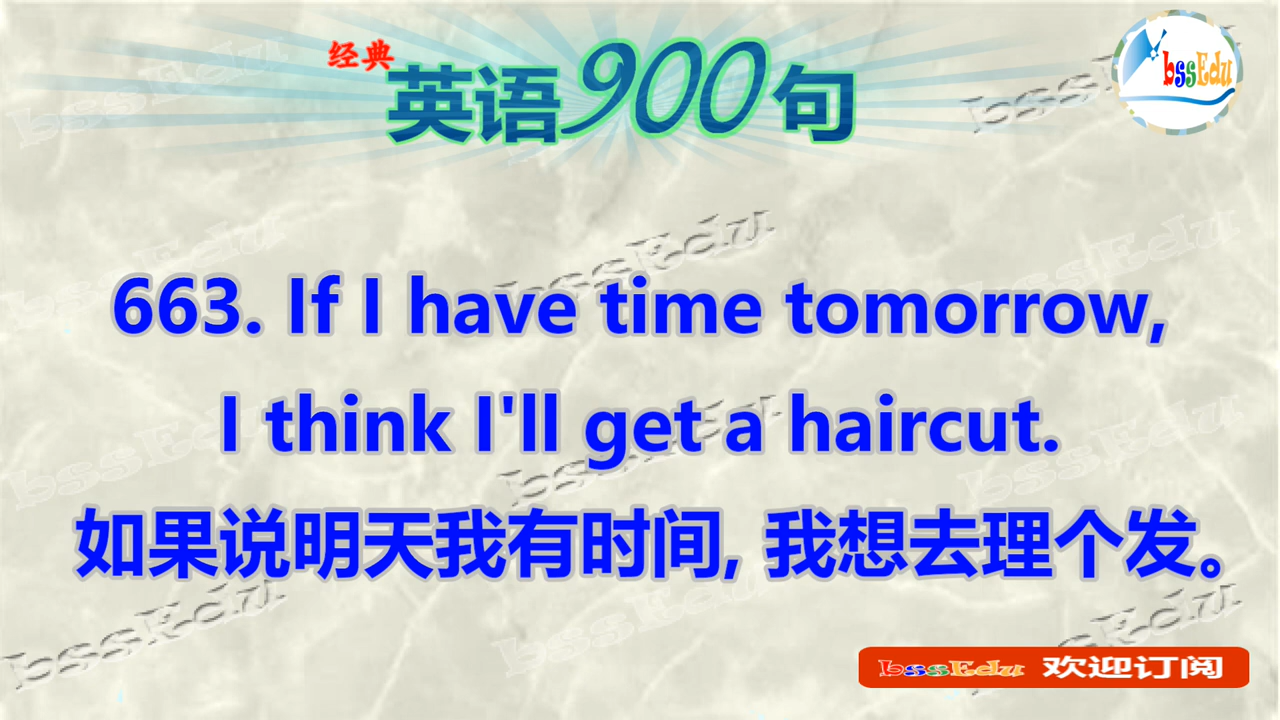 经典
英语900句
bssEdu
663. If I have time tomorrow,
I think I'll get a haircut.
如果说明天我有时间, 我想去理个发。
bssEdu 欢迎订阅